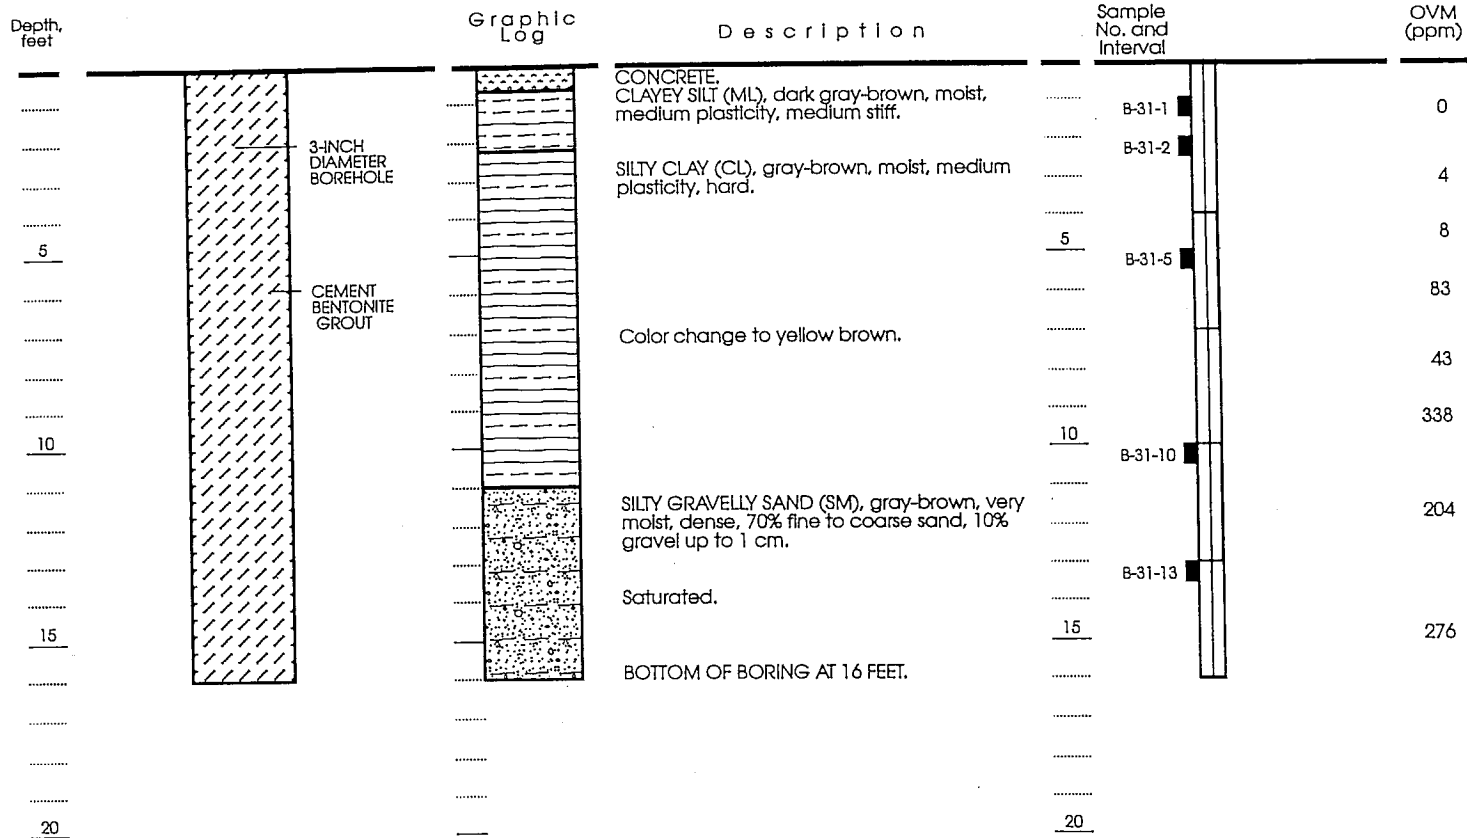 Depth,
feet
Graphic
Log
Description
Sample
No. and
Interval
OVM
(ppm)
CONCRETE.
CLAYEY SILT (ML), dark gray-brown, moist,
medium plasticity, medium stiff.
B-31-1
0
3-INCH
DIAMETER
BOREHOLE
B-31-2
SILTY CLAY (CL), gray-brown, moist, medium
plasticity, hard.
4
8
5
5
B-31-5
83
CEMENT
BENTONITE
GROUT
Color change to yellow brown.
43
338
10
10
B-31-10
SILTY GRAVELLY SAND (SM), gray-brown, very
moist, dense, 70% fine to coarse sand, 10%
gravel up to 1 cm.
204
B-31-13
Saturated.
15
15
276
BOTTOM OF BORING AT 16 FEET.
20
20